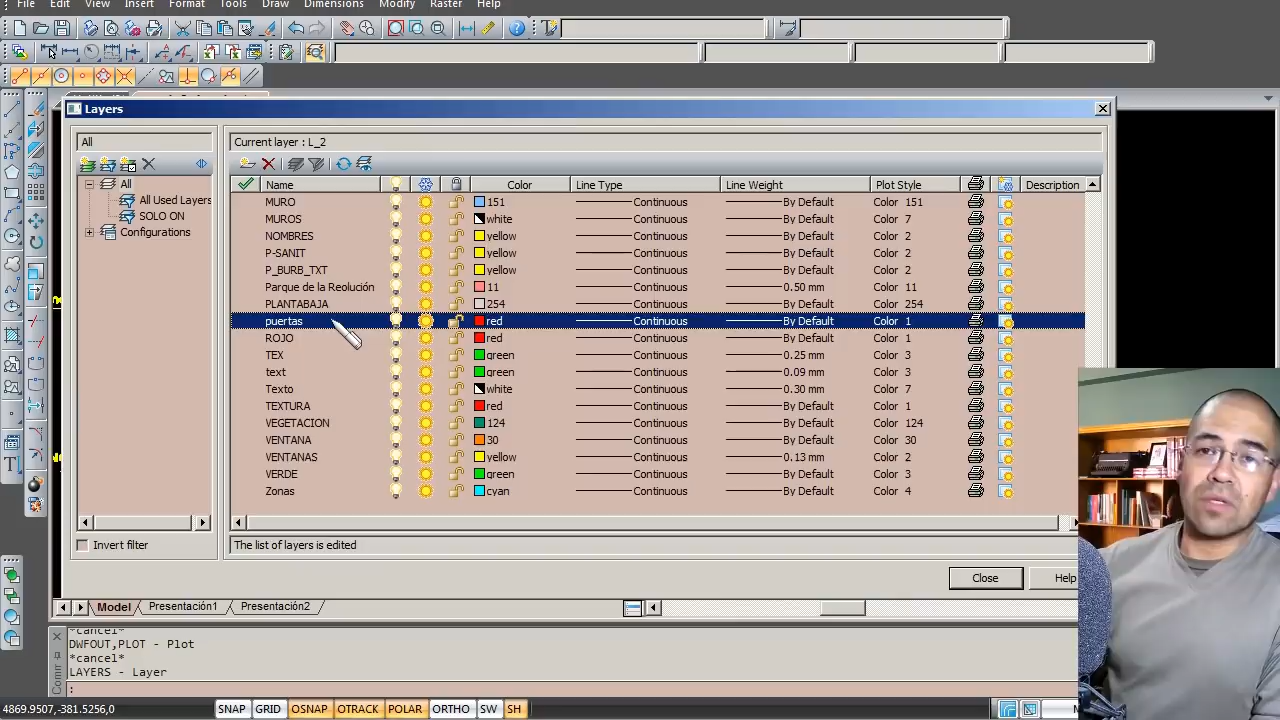 File Edit View Insert Format Tools Draw Dimensions Modify Raster Help
Layers
All
Current layer : L_2
Name Color Line Type Line Weight Plot Style Description
All
All Used Layers
SOLO ON
Configurations
MURO 151 Continuous By Default Color 151
MUROS white Continuous By Default Color 7
NOMBRES yellow Continuous By Default Color 2
P-SANIT yellow Continuous By Default Color 2
P_BURB_TXT yellow Continuous By Default Color 2
Parque de la Reolución 11 Continuous 0.50 mm Color 11
PLANTABAJA 254 Continuous By Default Color 254
puertas red Continuous By Default Color 1
ROJO red Continuous By Default Color 1
TEX green Continuous 0.25 mm Color 3
text green Continuous 0.09 mm Color 3
Texto white Continuous 0.30 mm Color 7
TEXTURA red Continuous By Default Color 1
VEGETACION 124 Continuous By Default Color 124
VENTANA 30 Continuous By Default Color 30
VENTANAS yellow Continuous 0.13 mm Color 2
VERDE green Continuous By Default Color 3
Zonas cyan Continuous By Default Color 4
Invert filter
The list of layers is edited
Close Help
Model Presentación1 Presentación2
*cancel*
DWFOUT,PLOT - Plot
*cancel*
LAYERS - Layer
:
4869.9507,-381.5256,0 SNAP GRID OSNAP OTRACK POLAR ORTHO SW SH